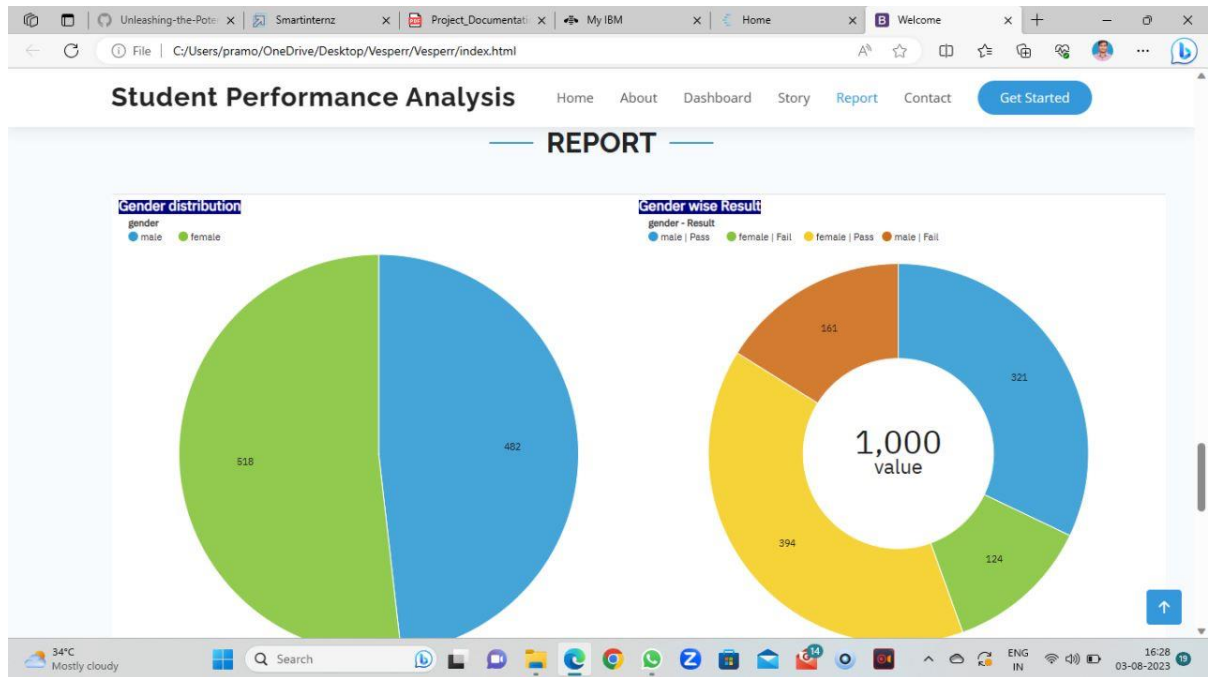 Unleashing-the-Pote
Smartinternz
Project_Documentati
My IBM
Home
B Welcome
File C:/Users/pramo/OneDrive/Desktop/Vesperr/Vesperr/index.html
Student Performance Analysis
Home About Dashboard Story Report Contact Get Started
REPORT
Gender distribution
gender
male female
518
482
Gender wise Result
gender - Result
male | Pass female | Fail female | Pass male | Fail
161
321
1,000
value
394
124
34°C
Mostly cloudy
Search
14
ENG
IN
16:28
03-08-2023
19